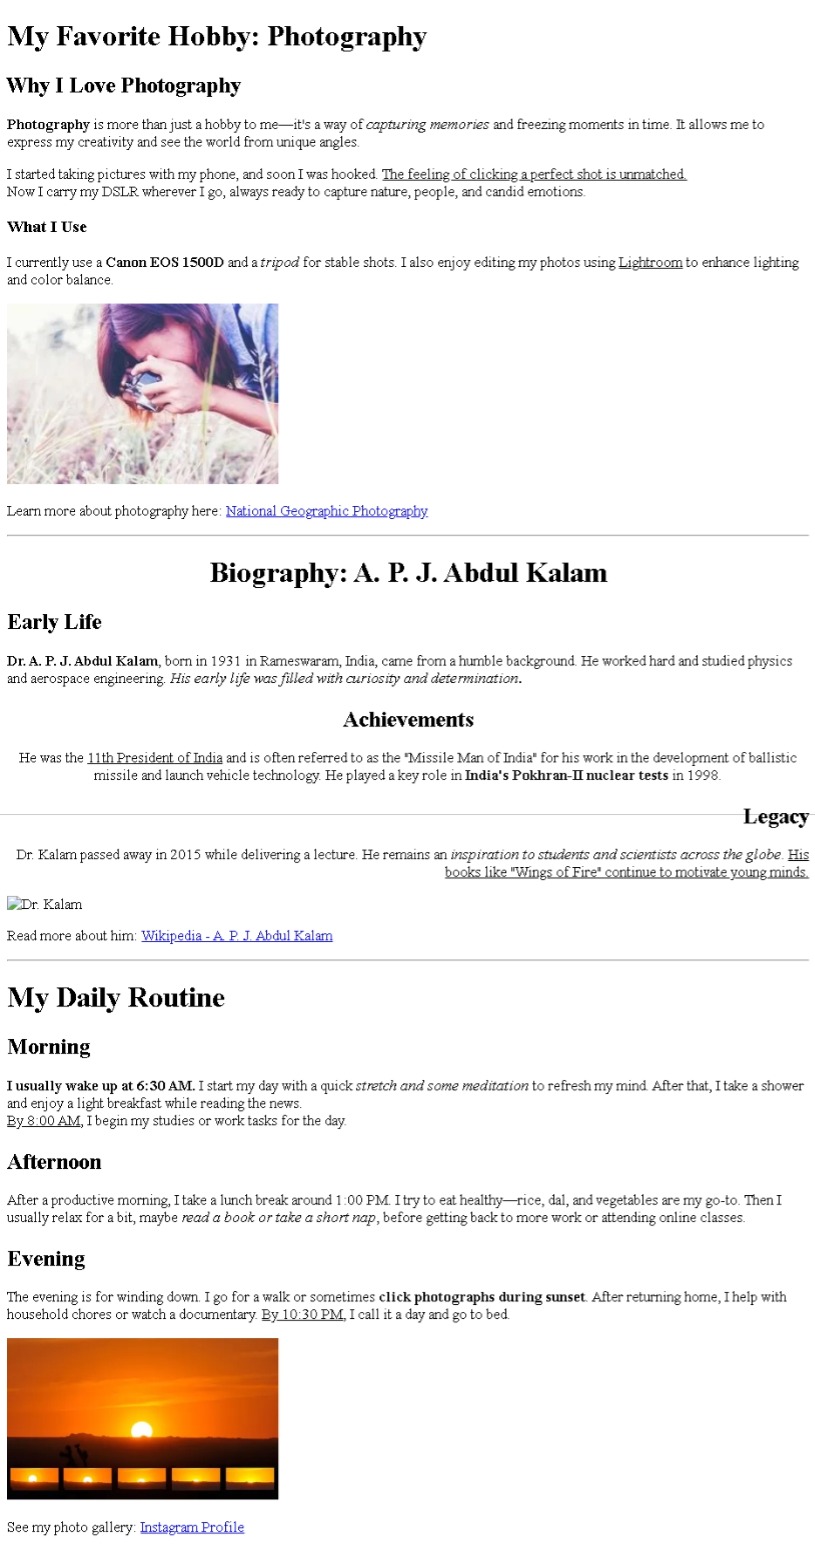 My Favorite Hobby: Photography
Why I Love Photography
Photography is more than just a hobby to me—it's a way of capturing memories and freezing moments in time. It allows me to
express my creativity and see the world from unique angles.
I started taking pictures with my phone, and soon I was hooked. The feeling of clicking a perfect shot is unmatched.
Now I carry my DSLR wherever I go, always ready to capture nature, people, and candid emotions.
What I Use
I currently use a Canon EOS 1500D and a tripod for stable shots. I also enjoy editing my photos using Lightroom to enhance lighting
and color balance.
Learn more about photography here: National Geographic Photography
Biography: A. P. J. Abdul Kalam
Early Life
Dr. A. P. J. Abdul Kalam, born in 1931 in Rameswaram, India, came from a humble background. He worked hard and studied physics
and aerospace engineering. His early life was filled with curiosity and determination.
Achievements
He was the 11th President of India and is often referred to as the "Missile Man of India" for his work in the development of ballistic
missile and launch vehicle technology. He played a key role in India's Pokhran-II nuclear tests in 1998.
Legacy
Dr. Kalam passed away in 2015 while delivering a lecture. He remains an inspiration to students and scientists across the globe. His
books like "Wings of Fire" continue to motivate young minds.
Dr. Kalam
Read more about him: Wikipedia - A. P. J. Abdul Kalam
My Daily Routine
Morning
I usually wake up at 6:30 AM. I start my day with a quick stretch and some meditation to refresh my mind. After that, I take a shower
and enjoy a light breakfast while reading the news.
By 8:00 AM, I begin my studies or work tasks for the day.
Afternoon
After a productive morning, I take a lunch break around 1:00 PM. I try to eat healthy—rice, dal, and vegetables are my go-to. Then I
usually relax for a bit, maybe read a book or take a short nap, before getting back to more work or attending online classes.
Evening
The evening is for winding down. I go for a walk or sometimes click photographs during sunset. After returning home, I help with
household chores or watch a documentary. By 10:30 PM, I call it a day and go to bed.
See my photo gallery: Instagram Profile